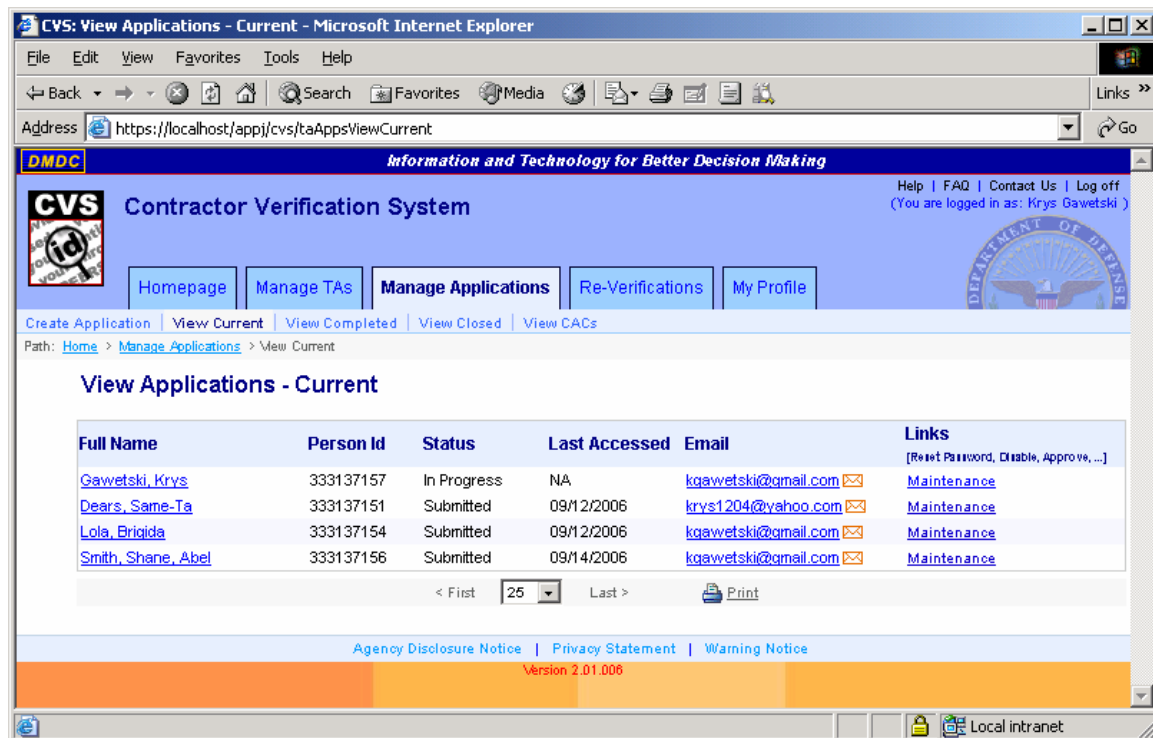 CVS: View Applications - Current - Microsoft Internet Explorer
File Edit View Favorites Tools Help
Back Search Favorites Media Links »
Address https://localhost/appj/cvs/taAppsViewCurrent Go
DMDC Information and Technology for Better Decision Making
Help | FAQ | Contact Us | Log off
(You are logged in as: Krys Gawetski )
CVS
id
Contractor Verification System
DEPARTMENT OF DEFENSE
Homepage Manage TAs Manage Applications Re-Verifications My Profile
Create Application | View Current | View Completed | View Closed | View CACs
Path: Home > Manage Applications > View Current
View Applications - Current
Full Name Person Id Status Last Accessed Email Links
[Reset Password, Disable, Approve, ...]
Gawetski, Krys 333137157 In Progress NA kgawetski@gmail.com Maintenance
Dears, Same-Ta 333137151 Submitted 09/12/2006 krys1204@yahoo.com Maintenance
Lola, Brigida 333137154 Submitted 09/12/2006 kgawetski@gmail.com Maintenance
Smith, Shane, Abel 333137156 Submitted 09/14/2006 kgawetski@gmail.com Maintenance
< First 25 Last > Print
Agency Disclosure Notice | Privacy Statement | Warning Notice
Version 2.01.006
Local intranet